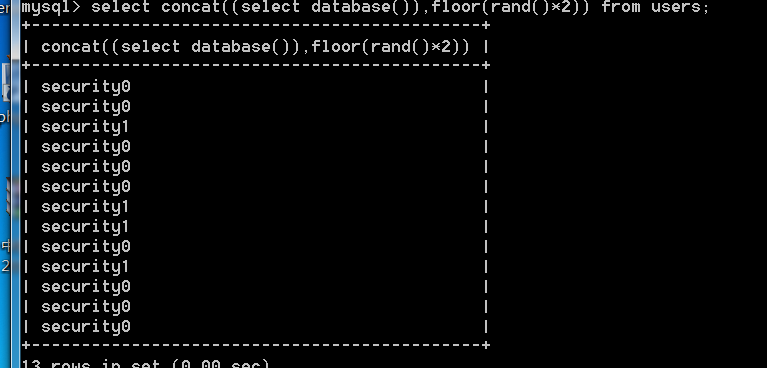 mysql> select concat((select database()),floor(rand()*2)) from users;
+---------------------------------------------+
| concat((select database()),floor(rand()*2)) |
+---------------------------------------------+
| security0 |
| security0 |
| security1 |
| security0 |
| security0 |
| security0 |
| security1 |
| security1 |
| security0 |
| security1 |
| security0 |
| security0 |
| security0 |
+---------------------------------------------+
13 rows in set (0.00 sec)